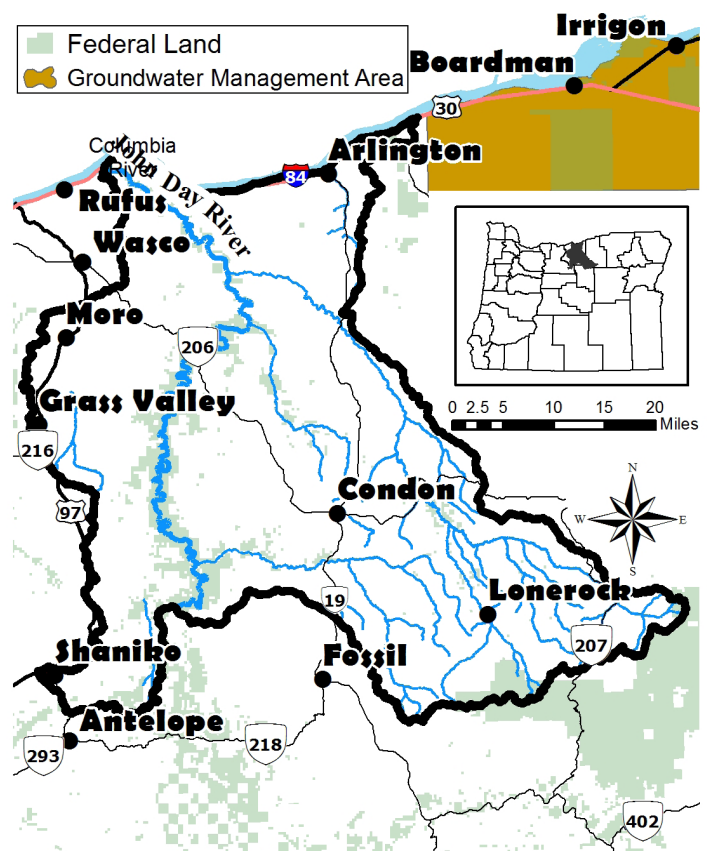 Federal Land
Groundwater Management Area
Irrigon
Boardman
30
Columbia
River
John Day River
84
Arlington
Rufus
Wasco
Moro
206
Grass Valley
0 2.5 5 10 15 20
Miles
216
97
Condon
N
W E
S
19
Lonerock
207
Shaniko
Fossil
Antelope
293
218
402